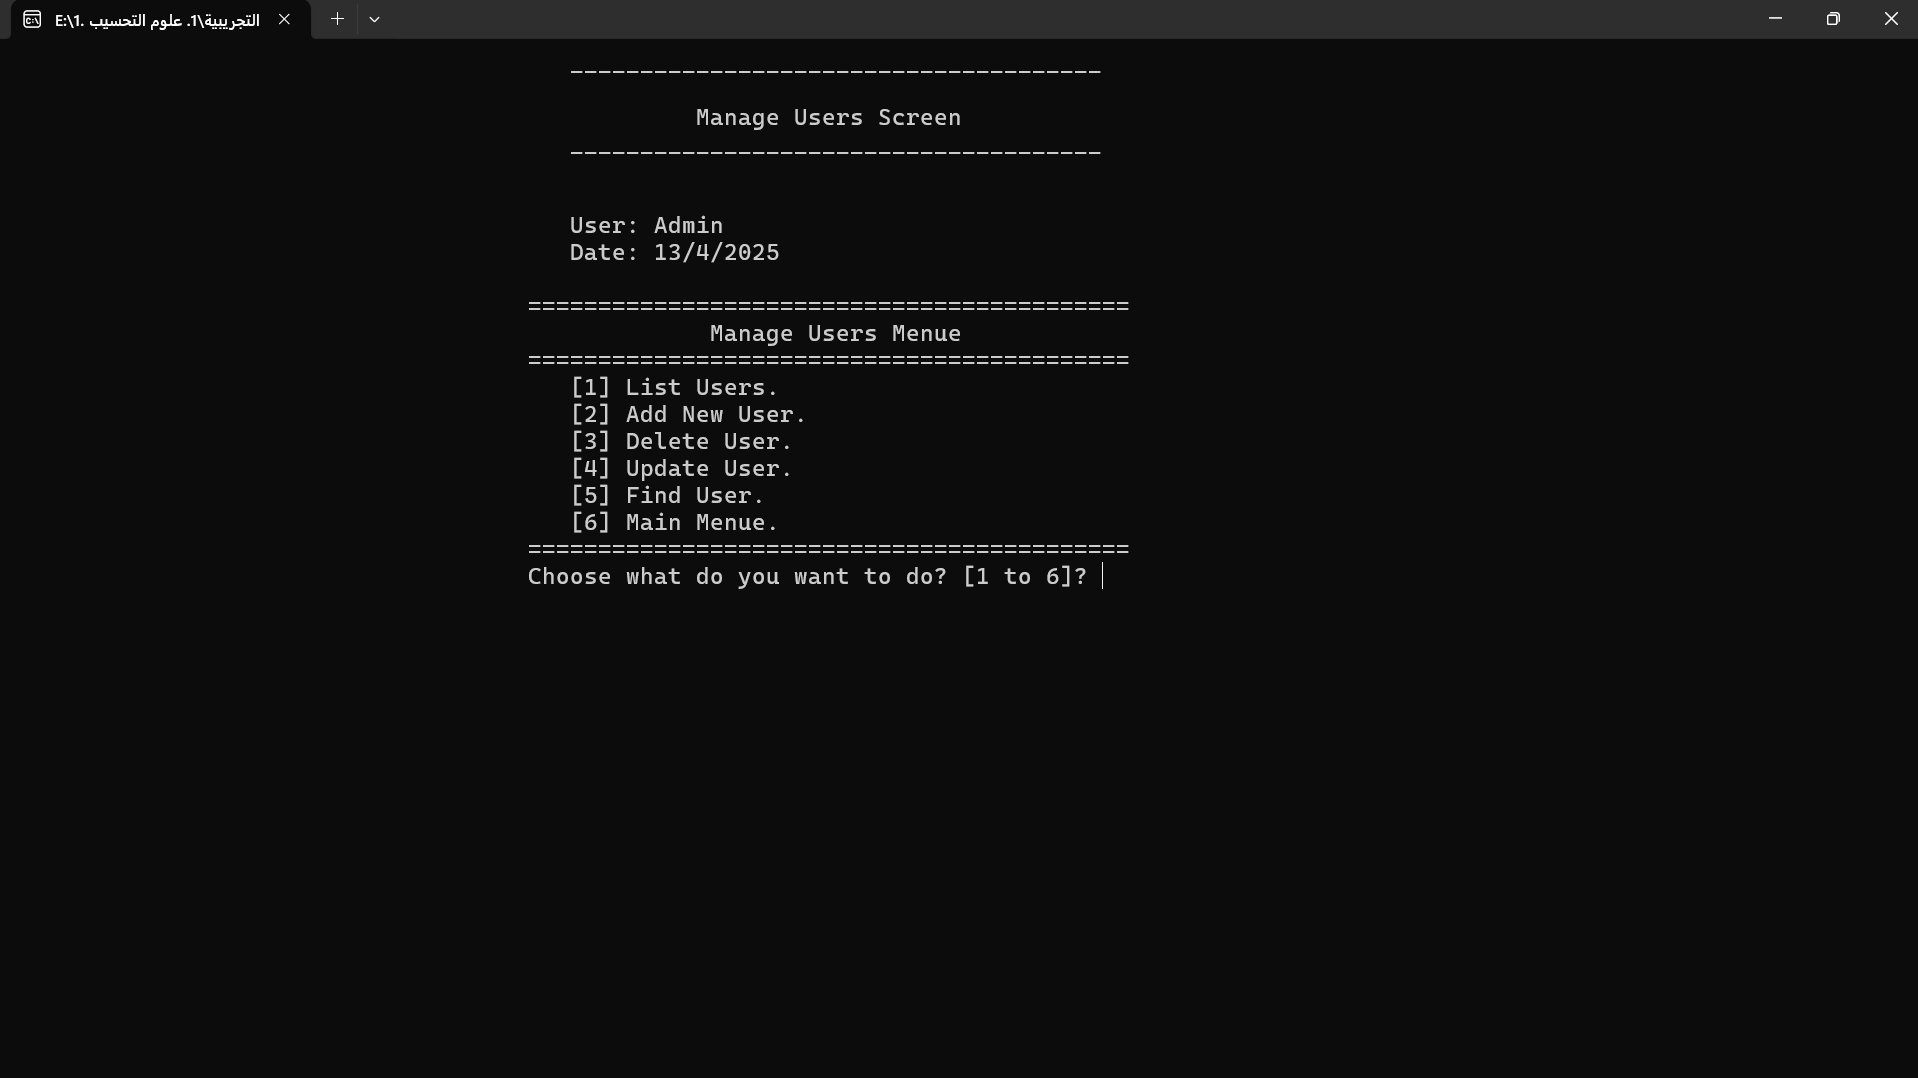 E:\1. علوم التحسيب .1\التجريبية
--------------------------------------
Manage Users Screen
--------------------------------------
User: Admin
Date: 13/4/2025
===========================================
Manage Users Menue
===========================================
[1] List Users.
[2] Add New User.
[3] Delete User.
[4] Update User.
[5] Find User.
[6] Main Menue.
===========================================
Choose what do you want to do? [1 to 6]?